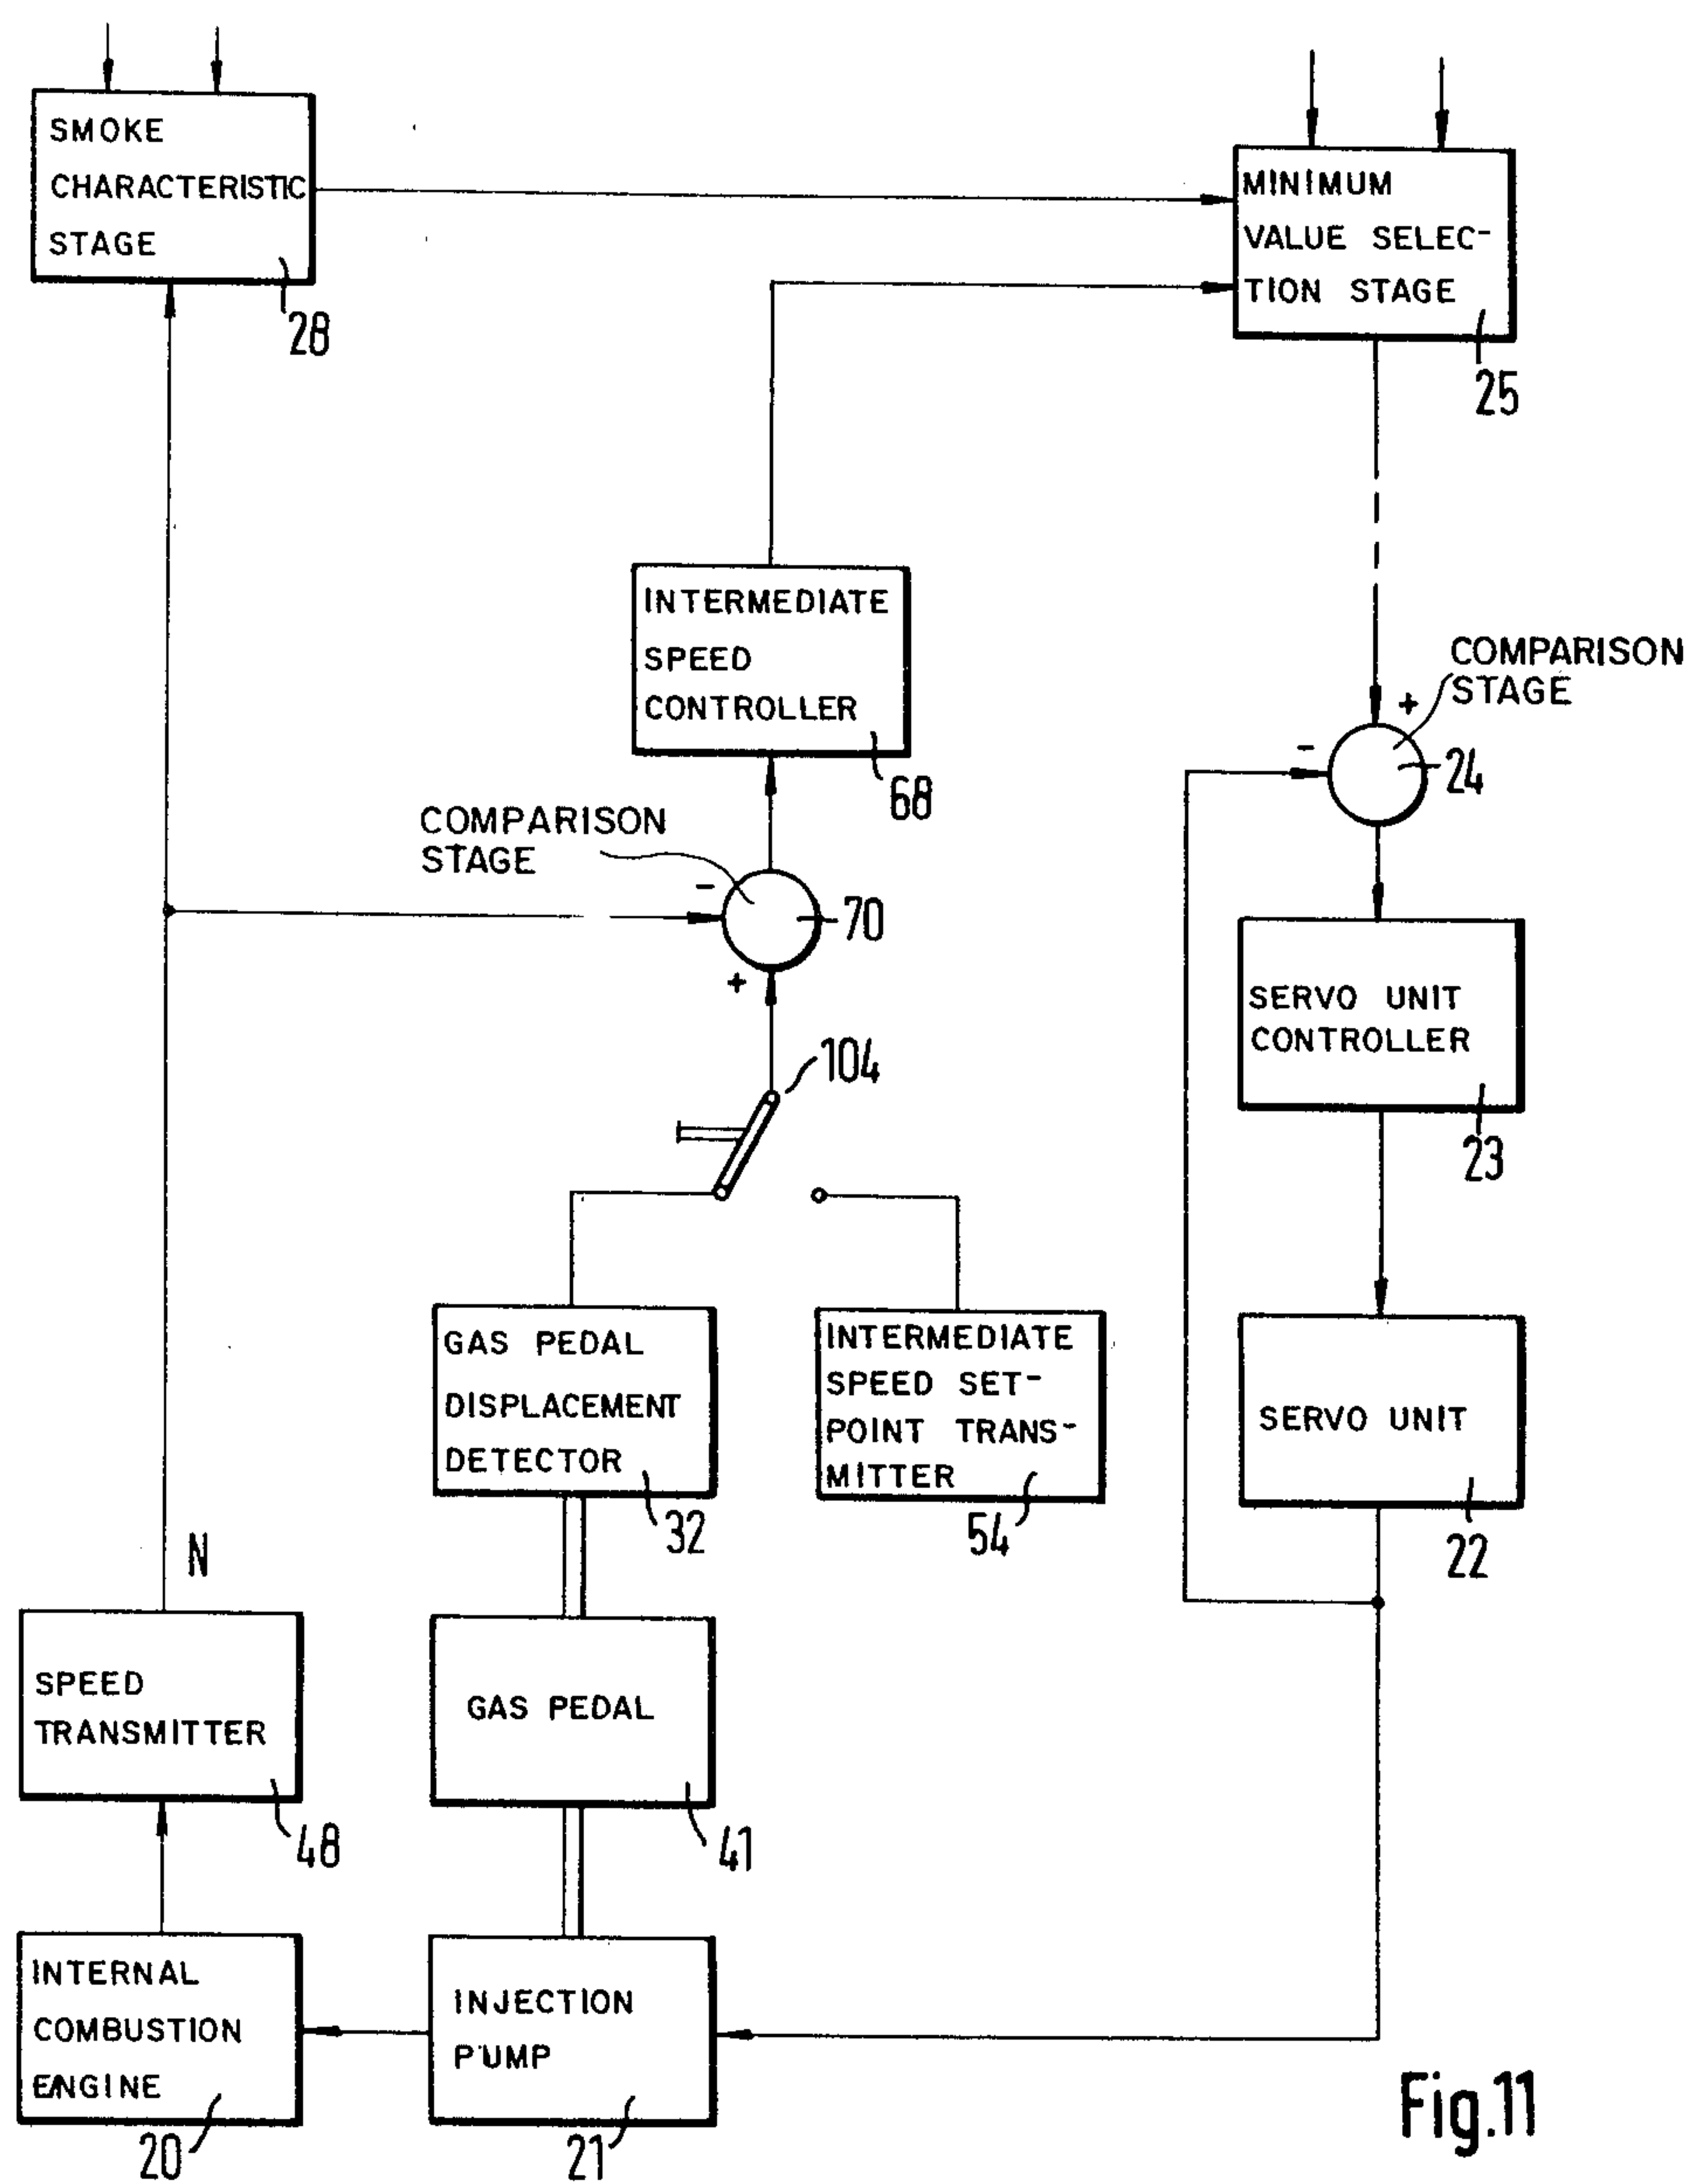 SMOKE
CHARACTERISTIC
STAGE
28
MINIMUM
VALUE SELEC-
TION STAGE
25
INTERMEDIATE
SPEED
CONTROLLER
68
COMPARISON
STAGE
+
-
24
COMPARISON
STAGE
-
70
+
SERVO UNIT
CONTROLLER
23
104
GAS PEDAL
DISPLACEMENT
DETECTOR
32
INTERMEDIATE
SPEED SET-
POINT TRANS-
MITTER
54
SERVO UNIT
22
N
SPEED
TRANSMITTER
48
GAS PEDAL
41
INTERNAL
COMBUSTION
ENGINE
20
INJECTION
PUMP
21
Fig.11